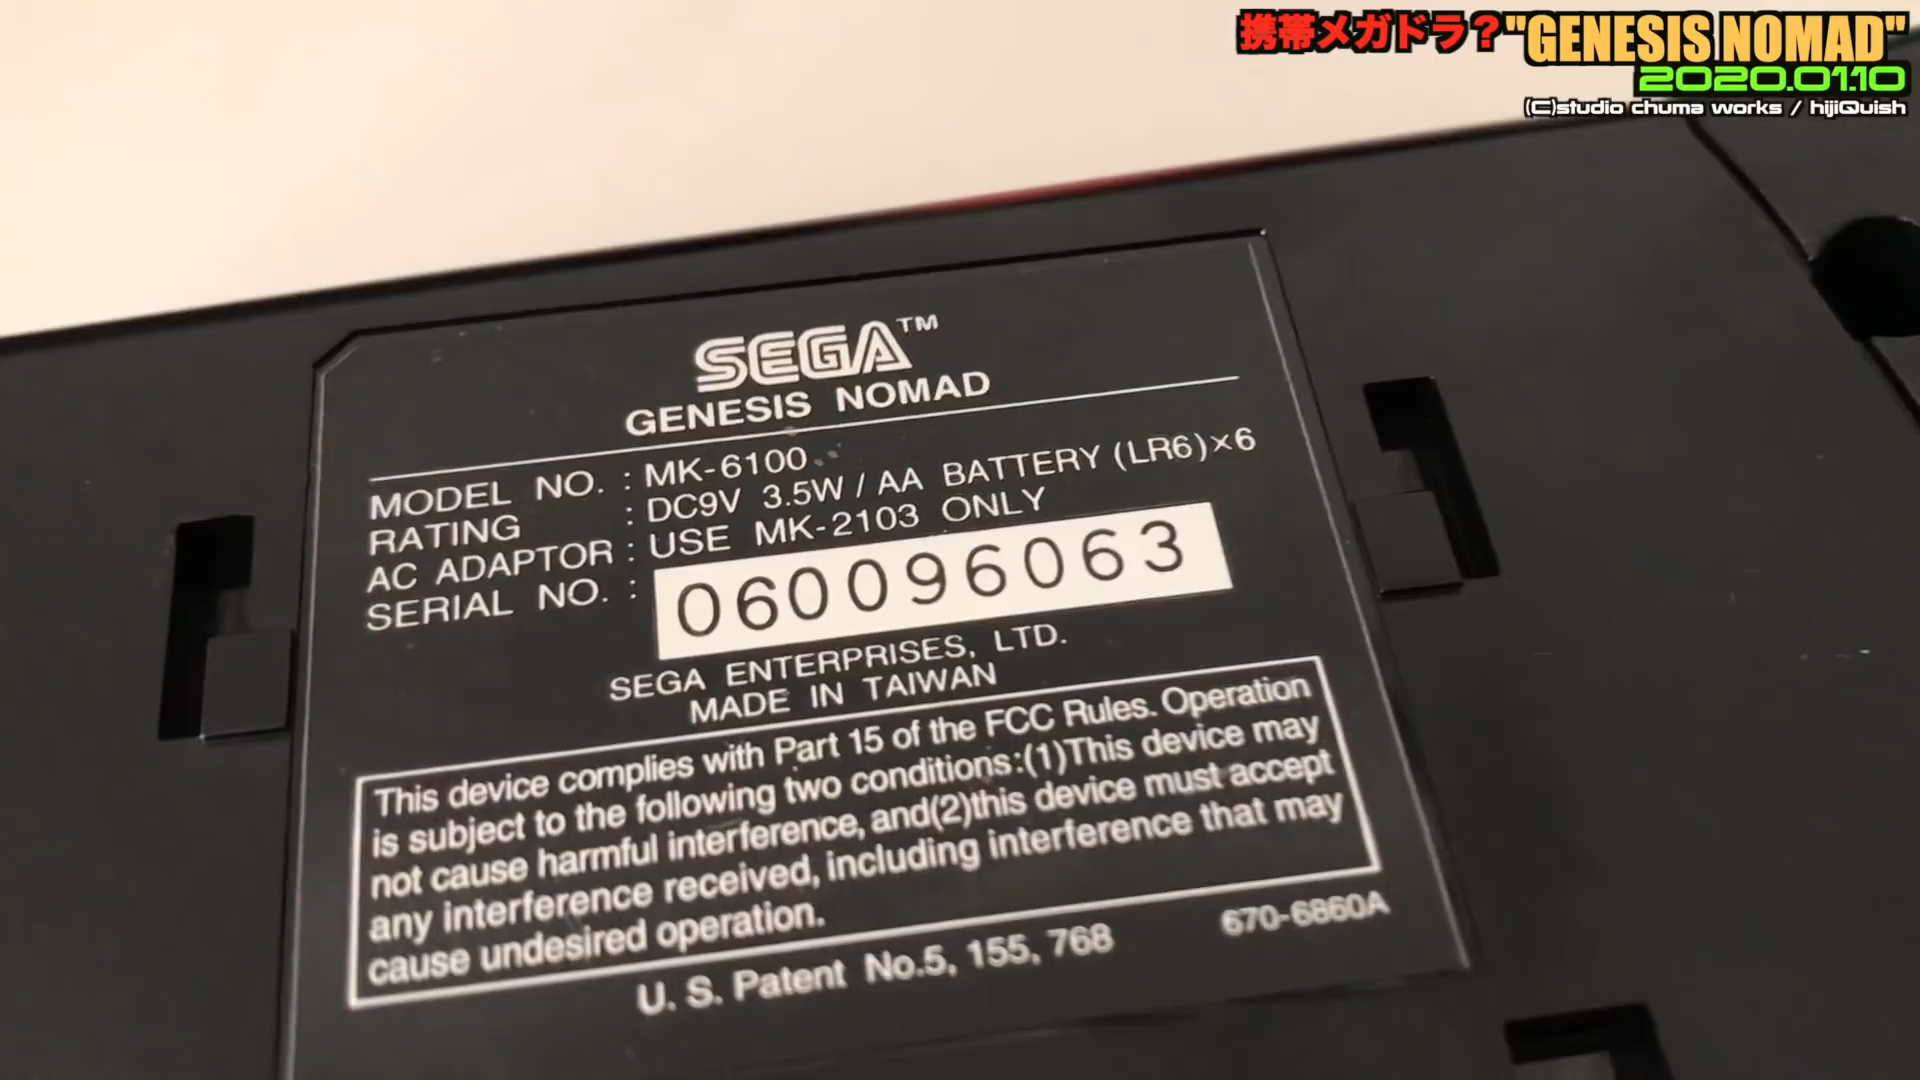 携帯メガドラ？"GENESIS NOMAD"
2020.01.10
(C)studio chuma works / hijiQuish
SEGA™
GENESIS NOMAD
MODEL NO. : MK-6100
RATING : DC9V 3.5W / AA BATTERY (LR6)×6
AC ADAPTOR : USE MK-2103 ONLY
SERIAL NO. : 060096063
SEGA ENTERPRISES, LTD.
MADE IN TAIWAN
This device complies with Part 15 of the FCC Rules. Operation
is subject to the following two conditions:(1)This device may
not cause harmful interference, and(2)this device must accept
any interference received, including interference that may
cause undesired operation.
U. S. Patent No.5, 155, 768
670-6860A